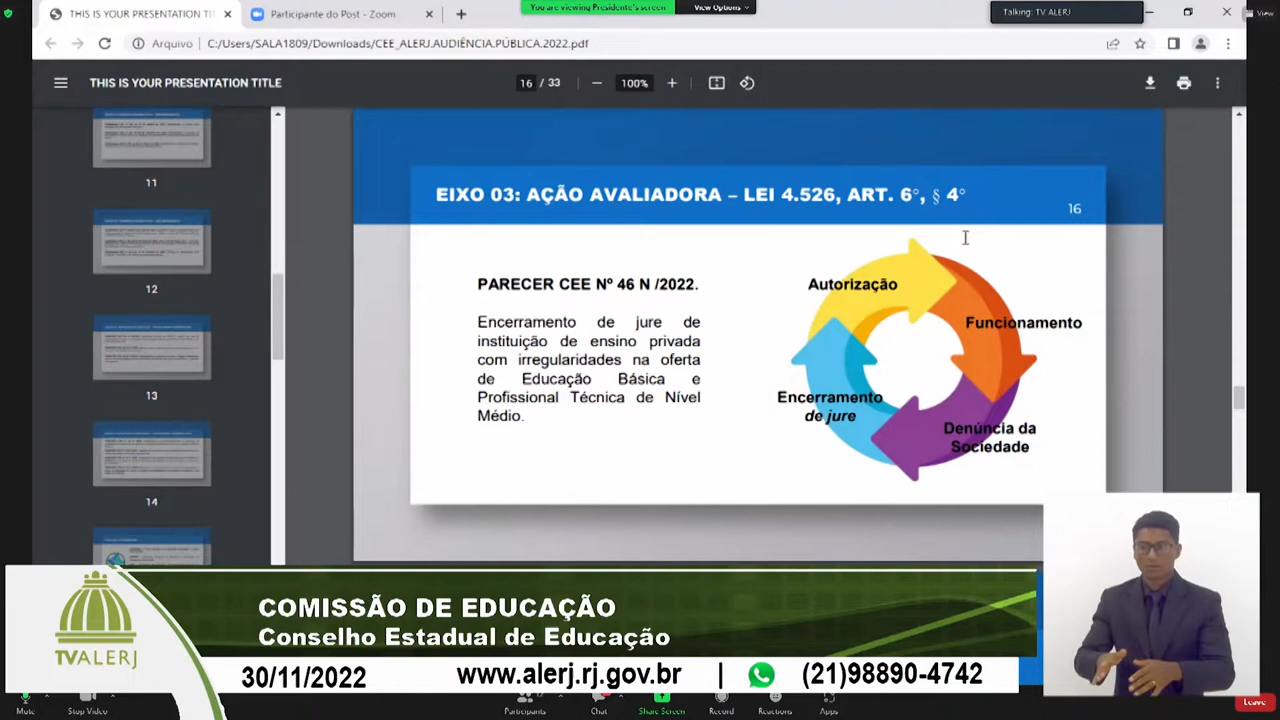 THIS IS YOUR PRESENTATION TIT
Participante do Post - Zoom
You are viewing Presidente's screen
View Options
Talking: TV ALERJ
View
Arquivo
C:/Users/SALA1809/Downloads/CEE_ALERJ.AUDIÊNCIA.PÚBLICA.2022.pdf
THIS IS YOUR PRESENTATION TITLE
16 / 33
100%
11
12
13
14
EIXO 03: AÇÃO AVALIADORA – LEI 4.526, ART. 6°, § 4°
16
PARECER CEE Nº 46 N /2022.
Encerramento de jure de
instituição de ensino privada
com irregularidades na oferta
de Educação Básica e
Profissional Técnica de Nível
Médio.
Autorização
Funcionamento
Encerramento
de jure
Denúncia da
Sociedade
TVALERJ
COMISSÃO DE EDUCAÇÃO
Conselho Estadual de Educação
30/11/2022
www.alerj.rj.gov.br | (21)98890-4742
Mute
Stop Video
Participants
Chat
Share Screen
Record
Reactions
Apps
Leave